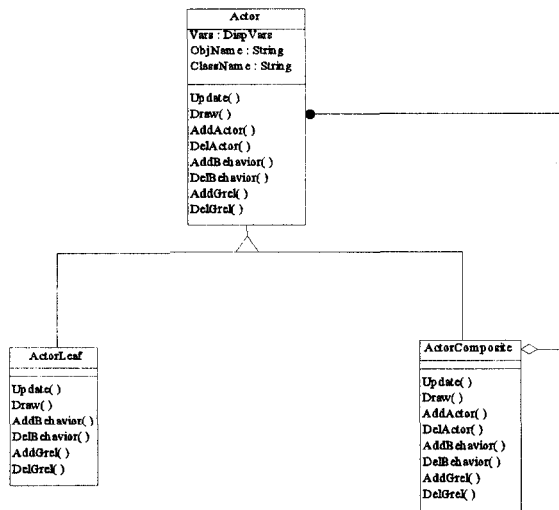 Actor
Vars : DispVars
ObjName : String
ClassName : String
Update( )
Draw( )
AddActor( )
DelActor( )
AddBehavior( )
DelBehavior( )
AddGrel( )
DelGrel( )
ActorLeaf
Update( )
Draw( )
AddBehavior( )
DelBehavior( )
AddGrel( )
DelGrel( )
ActorComposite
Update( )
Draw( )
AddActor( )
DelActor( )
AddBehavior( )
DelBehavior( )
AddGrel( )
DelGrel( )